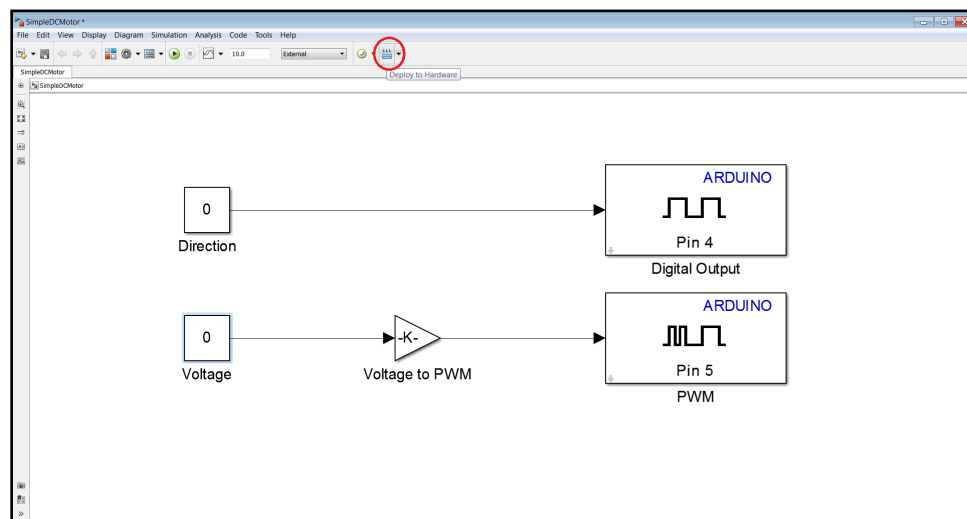 SimpleDCMotor *
File Edit View Display Diagram Simulation Analysis Code Tools Help
10.0 External
SimpleDCMotor
Deploy to Hardware
SimpleDCMotor
ARDUINO
0
Pin 4
Direction
Digital Output
ARDUINO
0
-K-
Pin 5
Voltage
Voltage to PWM
PWM